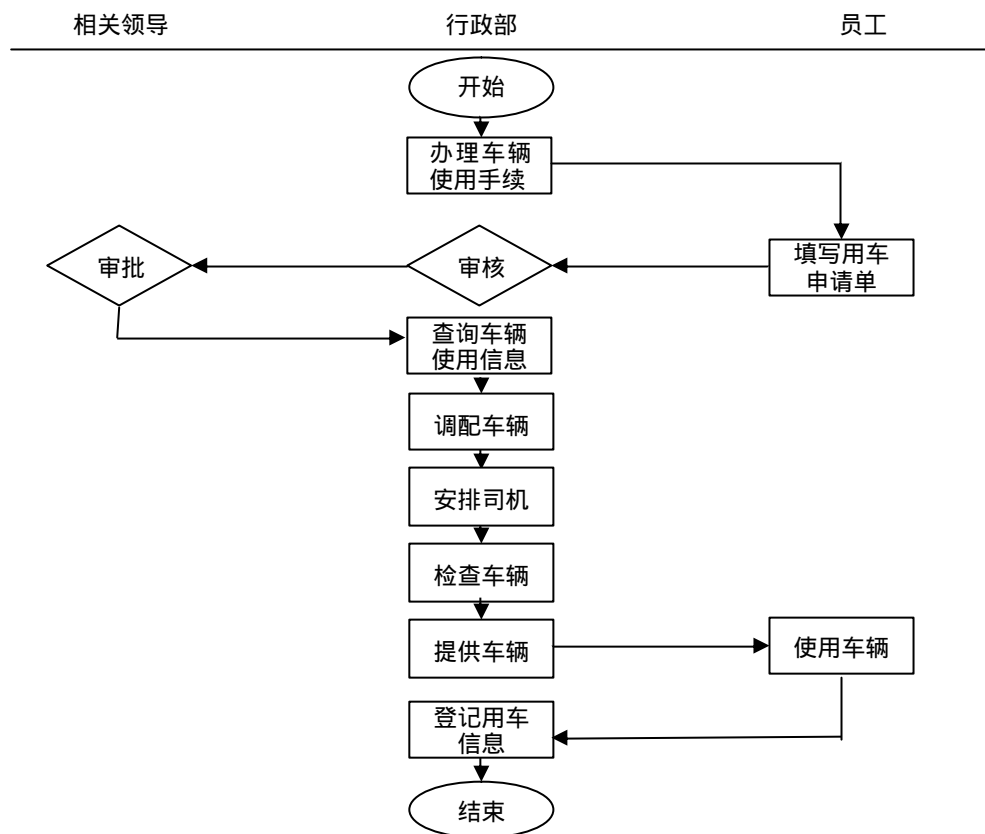 相关领导 行政部 员工
开始
办理车辆
使用手续
审批 审核 填写用车
申请单
查询车辆
使用信息
调配车辆
安排司机
检查车辆
提供车辆 使用车辆
登记用车
信息
结束